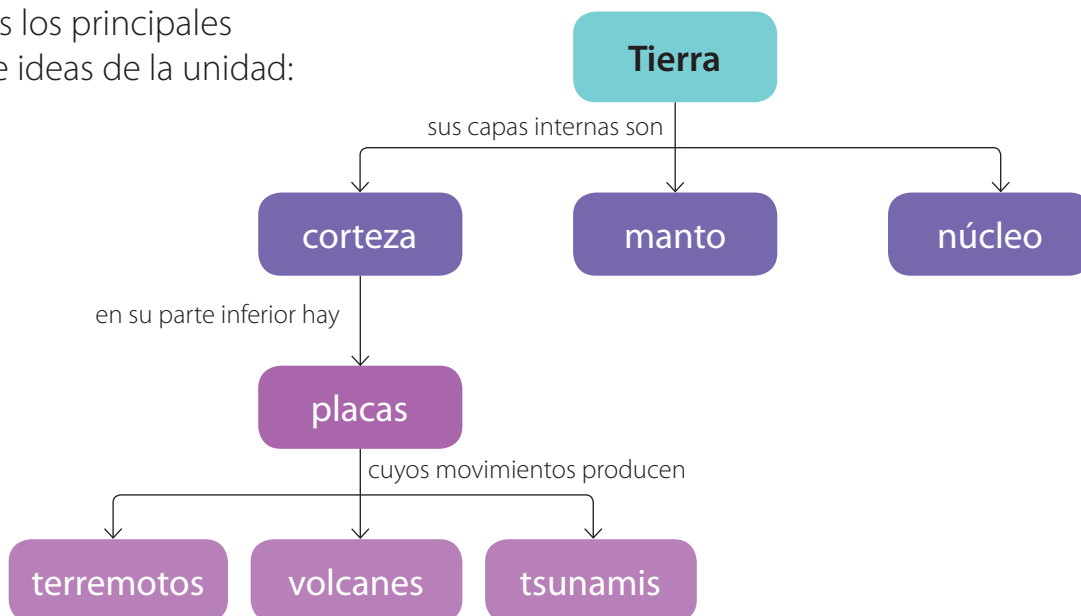 s los principales
e ideas de la unidad:
Tierra
sus capas internas son
corteza
manto
núcleo
en su parte inferior hay
placas
cuyos movimientos producen
terremotos
volcanes
tsunamis